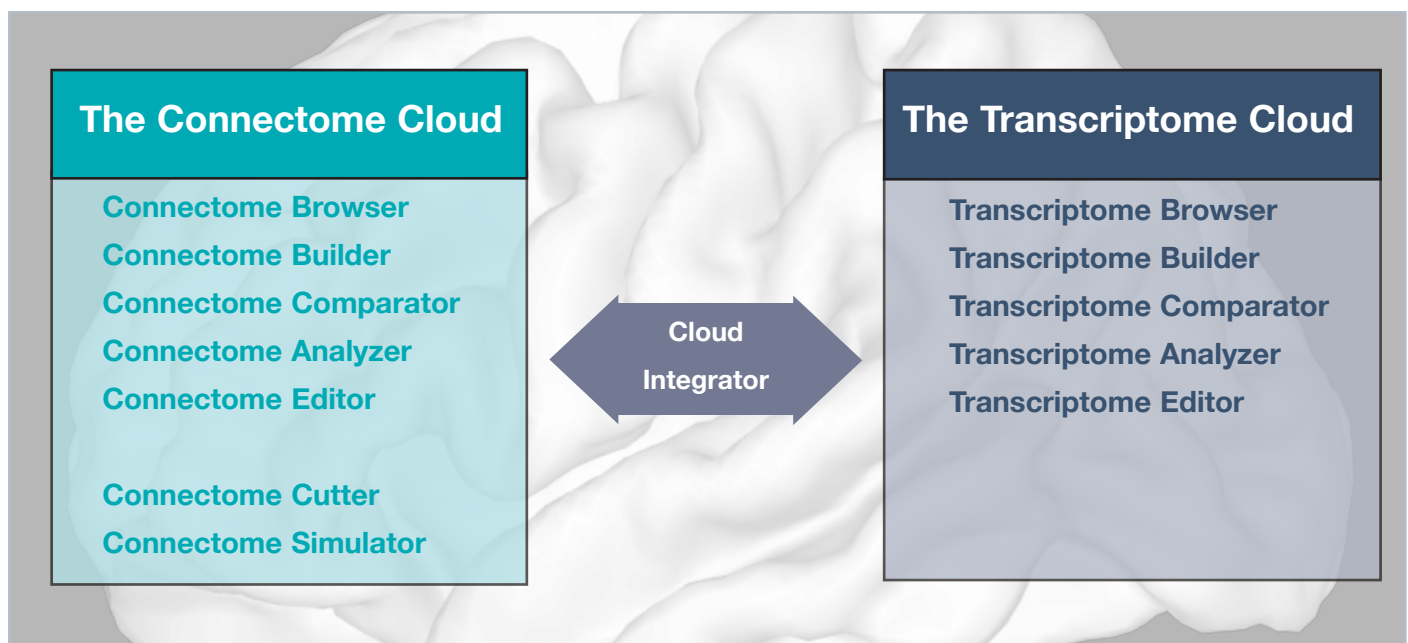 The Connectome Cloud
Connectome Browser
Connectome Builder
Connectome Comparator
Connectome Analyzer
Connectome Editor
Connectome Cutter
Connectome Simulator
Cloud
Integrator
The Transcriptome Cloud
Transcriptome Browser
Transcriptome Builder
Transcriptome Comparator
Transcriptome Analyzer
Transcriptome Editor